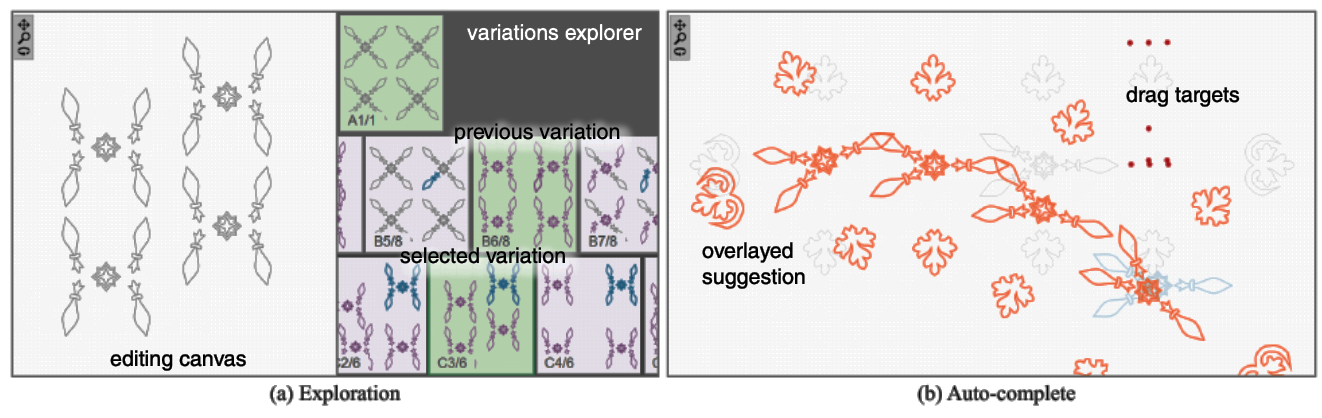 variations explorer
A1/1
previous variation
B5/8
B6/8
B7/8
selected variation
C2/6
C3/6
C4/6
editing canvas
(a) Exploration
drag targets
overlayed
suggestion
(b) Auto-complete